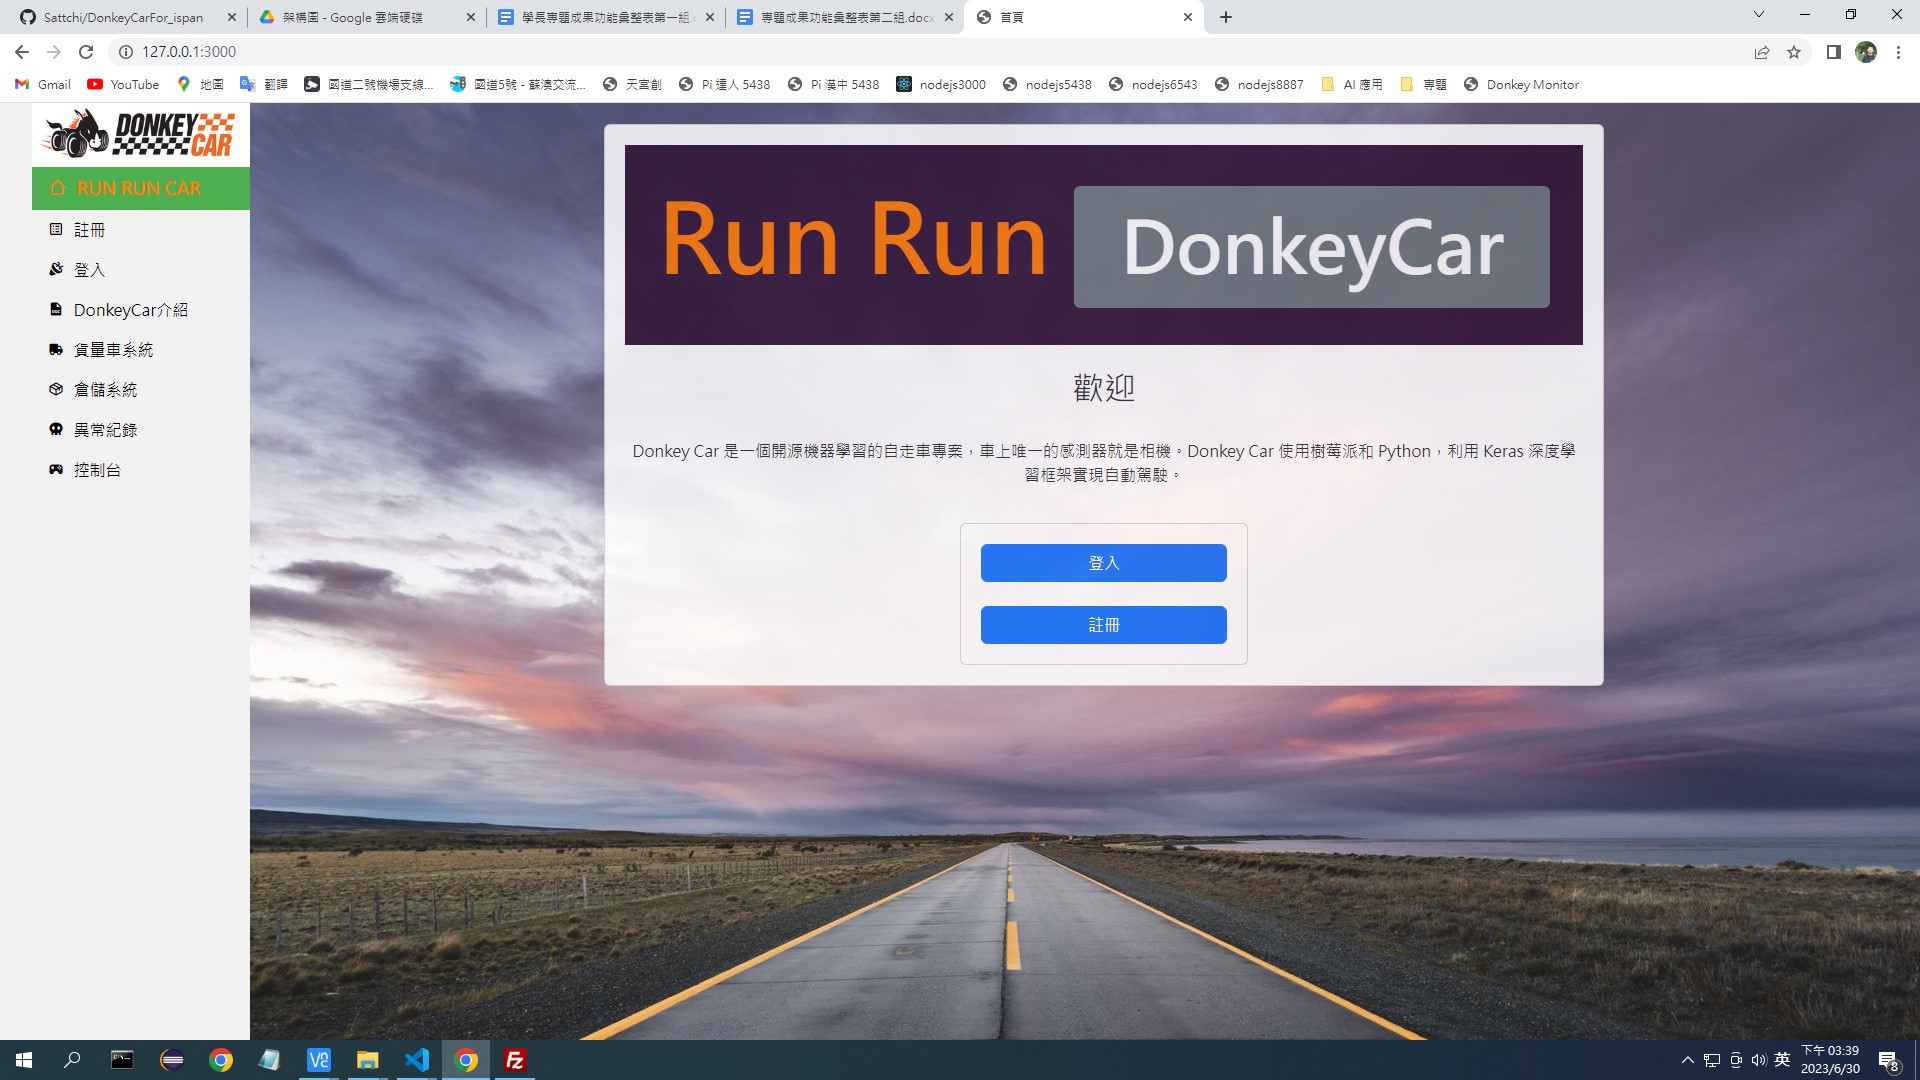 Sattchi/DonkeyCarFor_ispan
架構圖 - Google 雲端硬碟
學長專題成果功能彙整表第一組.
專題成果功能彙整表第二組.docx
首頁
127.0.0.1:3000
Gmail
YouTube
地圖
翻譯
國道二號機場支線...
國道5號 - 蘇澳交流...
天宮創
Pi 達人 5438
Pi 漢中 5438
nodejs3000
nodejs5438
nodejs6543
nodejs8887
AI 應用
專題
Donkey Monitor
DONKEY
CAR
RUN RUN CAR
註冊
登入
DonkeyCar介紹
貨量車系統
倉儲系統
異常紀錄
控制台
Run Run DonkeyCar
歡迎
Donkey Car 是一個開源機器學習的自走車專案，車上唯一的感測器就是相機。Donkey Car 使用樹莓派和 Python，利用 Keras 深度學
習框架實現自動駕駛。
登入
註冊
英
下午 03:39
2023/6/30
8